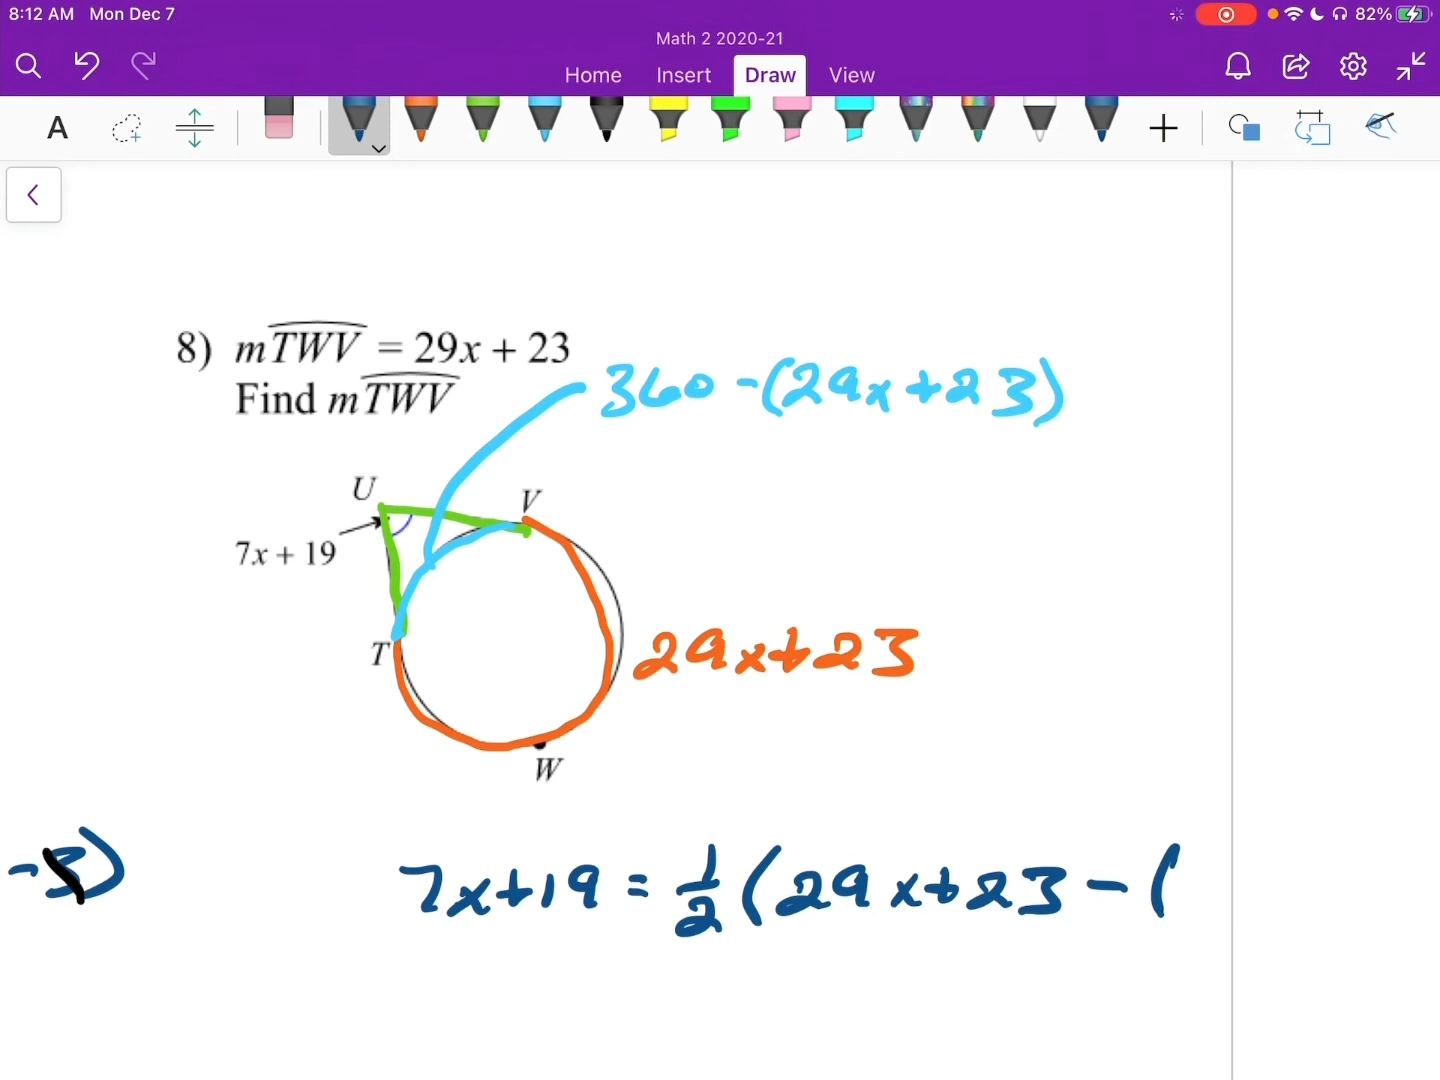 8:12 AM Mon Dec 7
82%
Math 2 2020-21
Home Insert Draw View
A
8) mTWV = 29x + 23
Find mTWV
360 -(29x+23)
U
V
7x + 19
T
29x+23
W
7x+19 = 1/2 (29x+23 - (